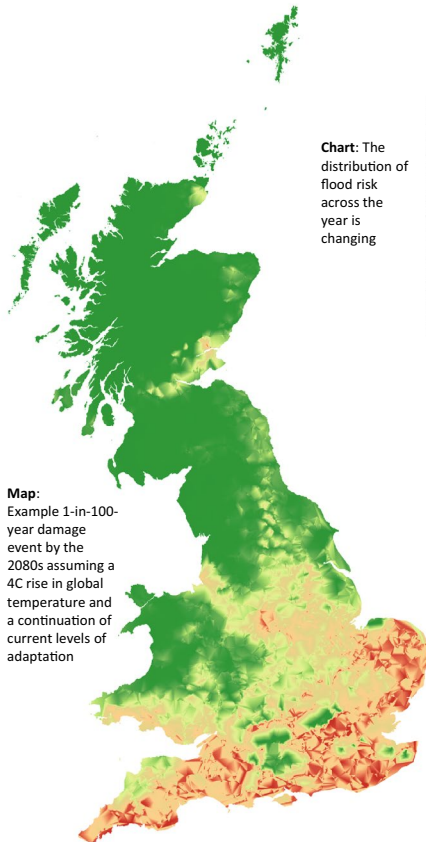 Chart: The
distribution of
flood risk
across the
year is
changing
Map:
Example 1-in-100-
year damage
event by the
2080s assuming a
4C rise in global
temperature and
a continuation of
current levels of
adaptation